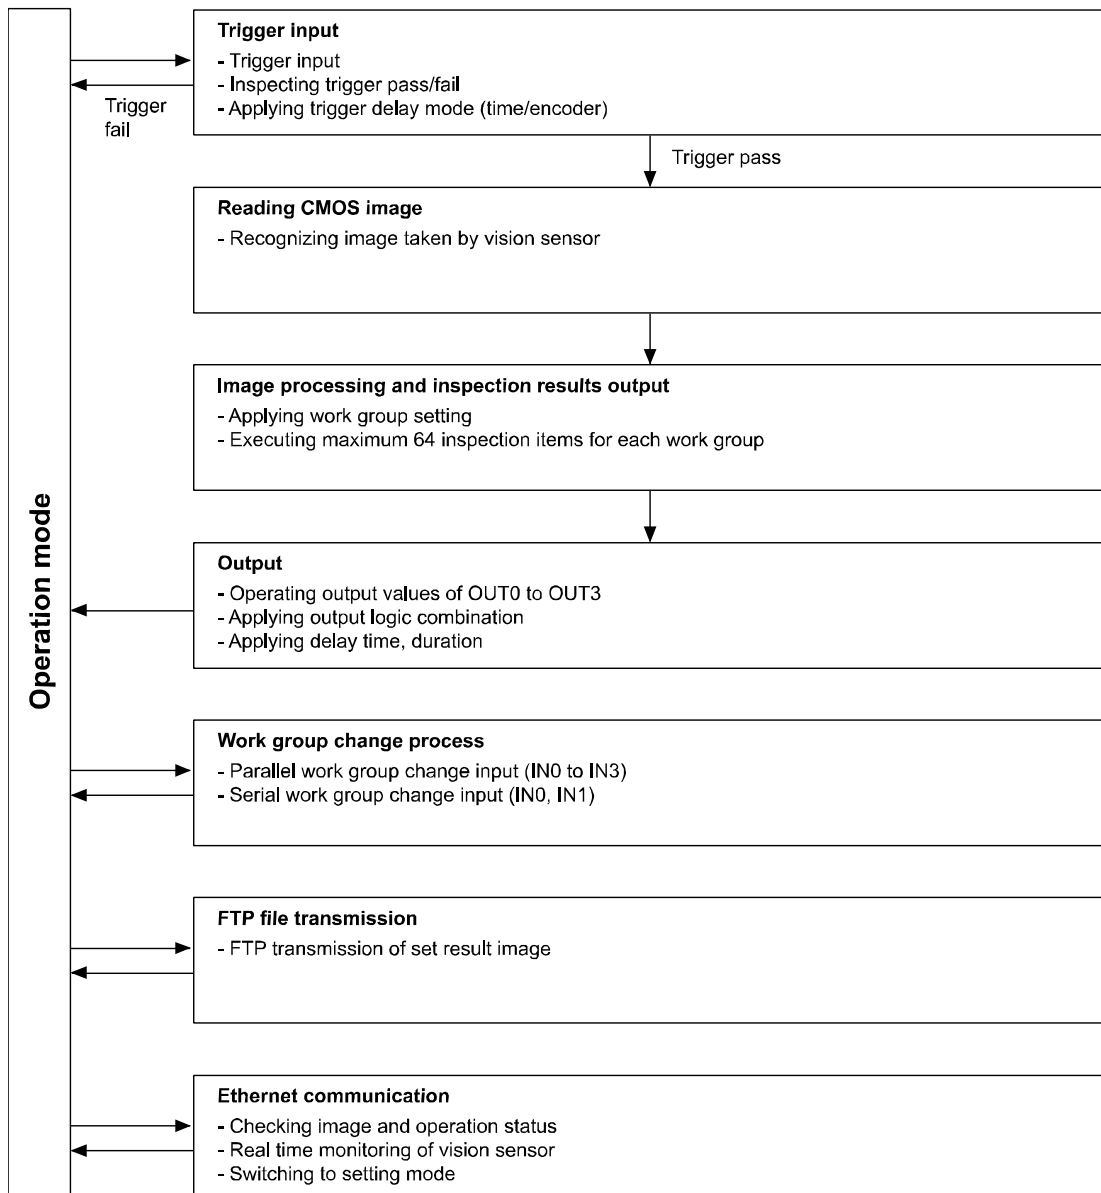 Trigger input
- Trigger input
- Inspecting trigger pass/fail
- Applying trigger delay mode (time/encoder)
Trigger
fail
Trigger pass
Reading CMOS image
- Recognizing image taken by vision sensor
Image processing and inspection results output
- Applying work group setting
- Executing maximum 64 inspection items for each work group
Operation mode
Output
- Operating output values of OUT0 to OUT3
- Applying output logic combination
- Applying delay time, duration
Work group change process
- Parallel work group change input (IN0 to IN3)
- Serial work group change input (IN0, IN1)
FTP file transmission
- FTP transmission of set result image
Ethernet communication
- Checking image and operation status
- Real time monitoring of vision sensor
- Switching to setting mode